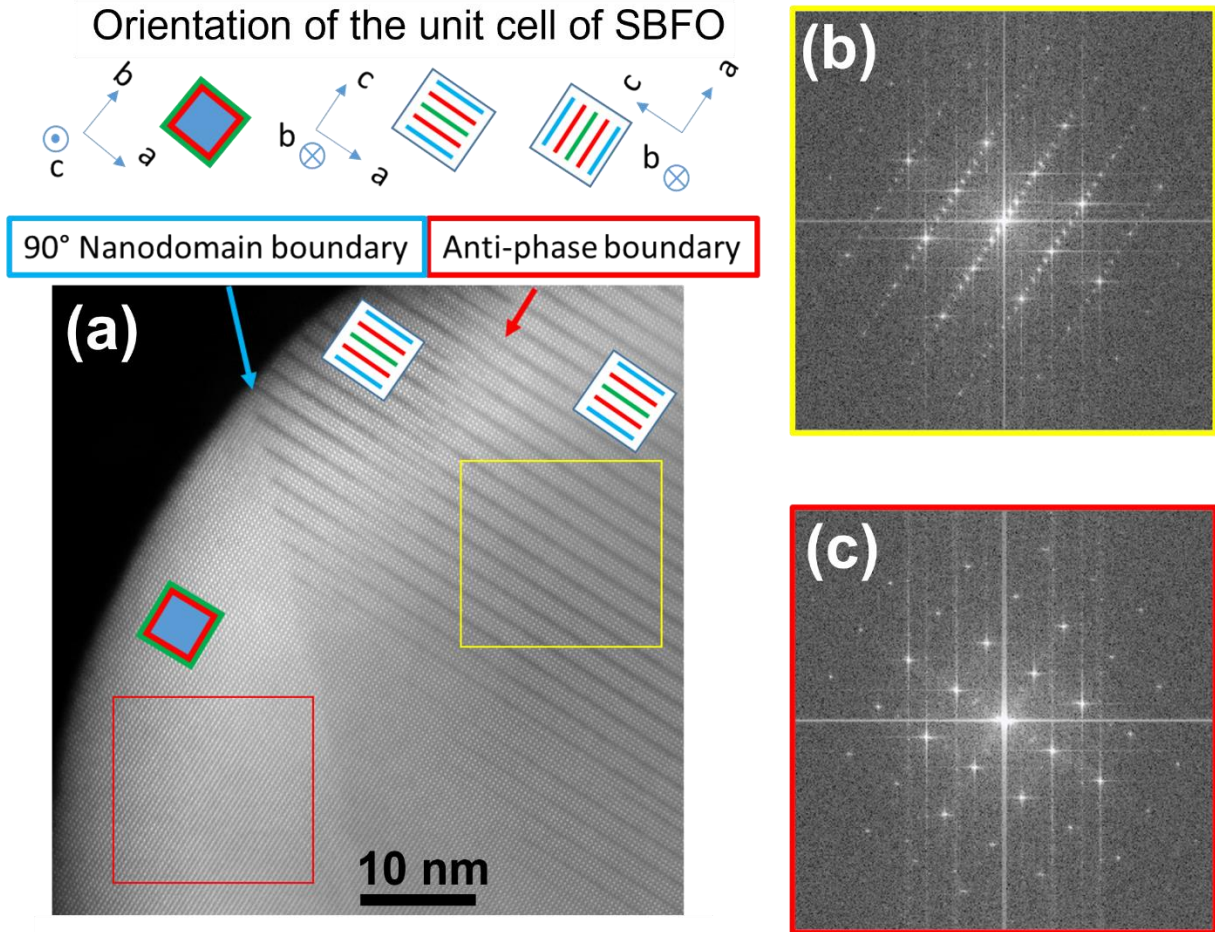 Orientation of the unit cell of SBFO
b
a
c
c
a
b
c
a
b
90° Nanodomain boundary
Anti-phase boundary
(a)
10 nm
(b)
(c)